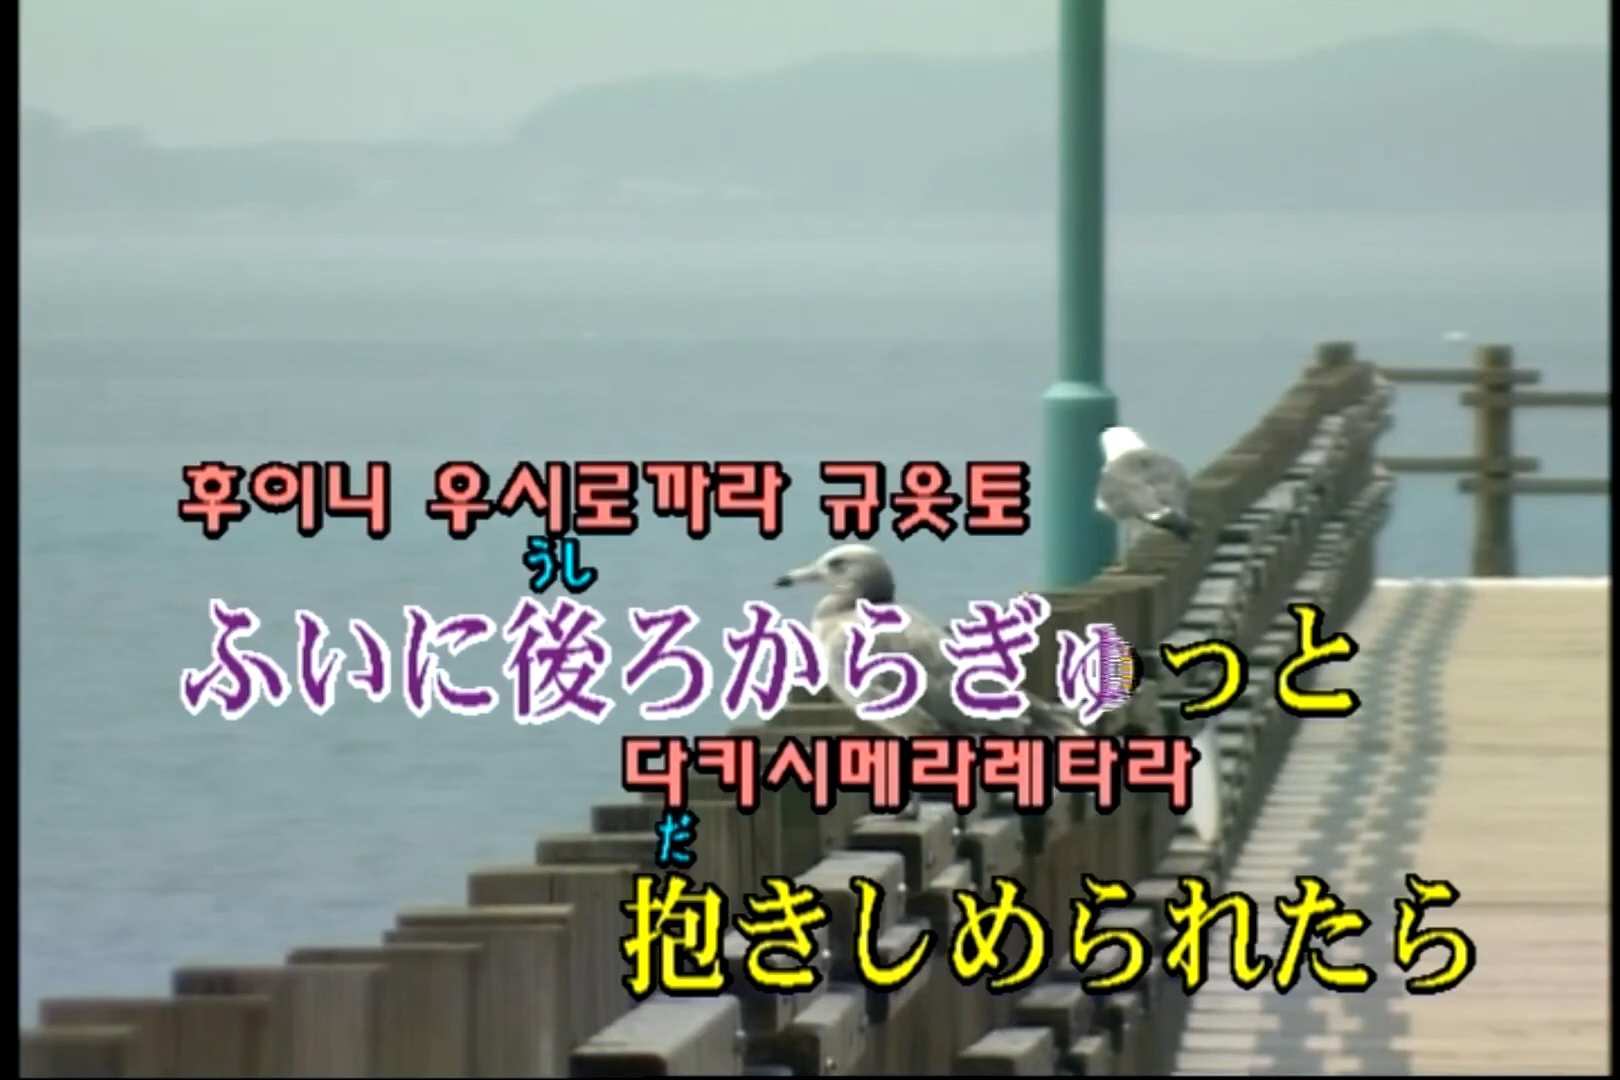 후이니 우시로까라 규읏토
うし
ふいに後ろからぎゅっと
다키시메라레타라
だ
抱きしめられたら